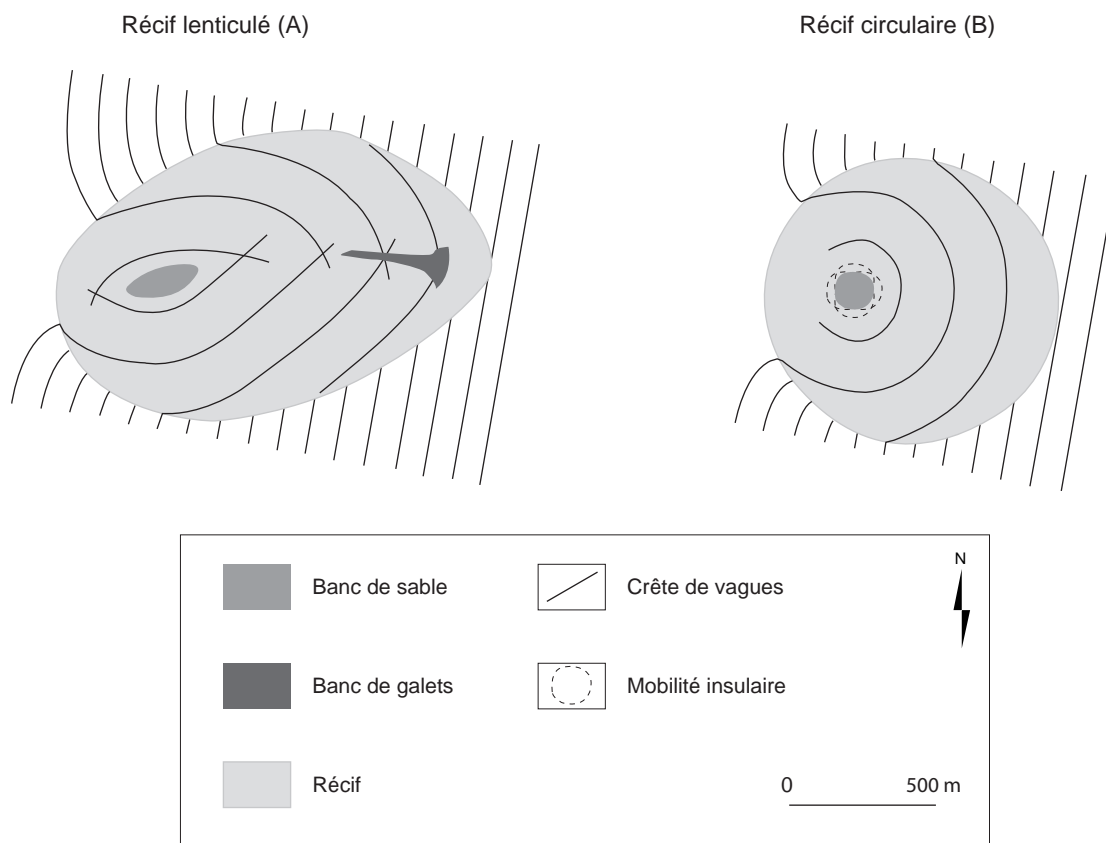 Récif lenticulé (A)
Récif circulaire (B)
Banc de sable
Crête de vagues
N
Banc de galets
Mobilité insulaire
Récif
0 500 m